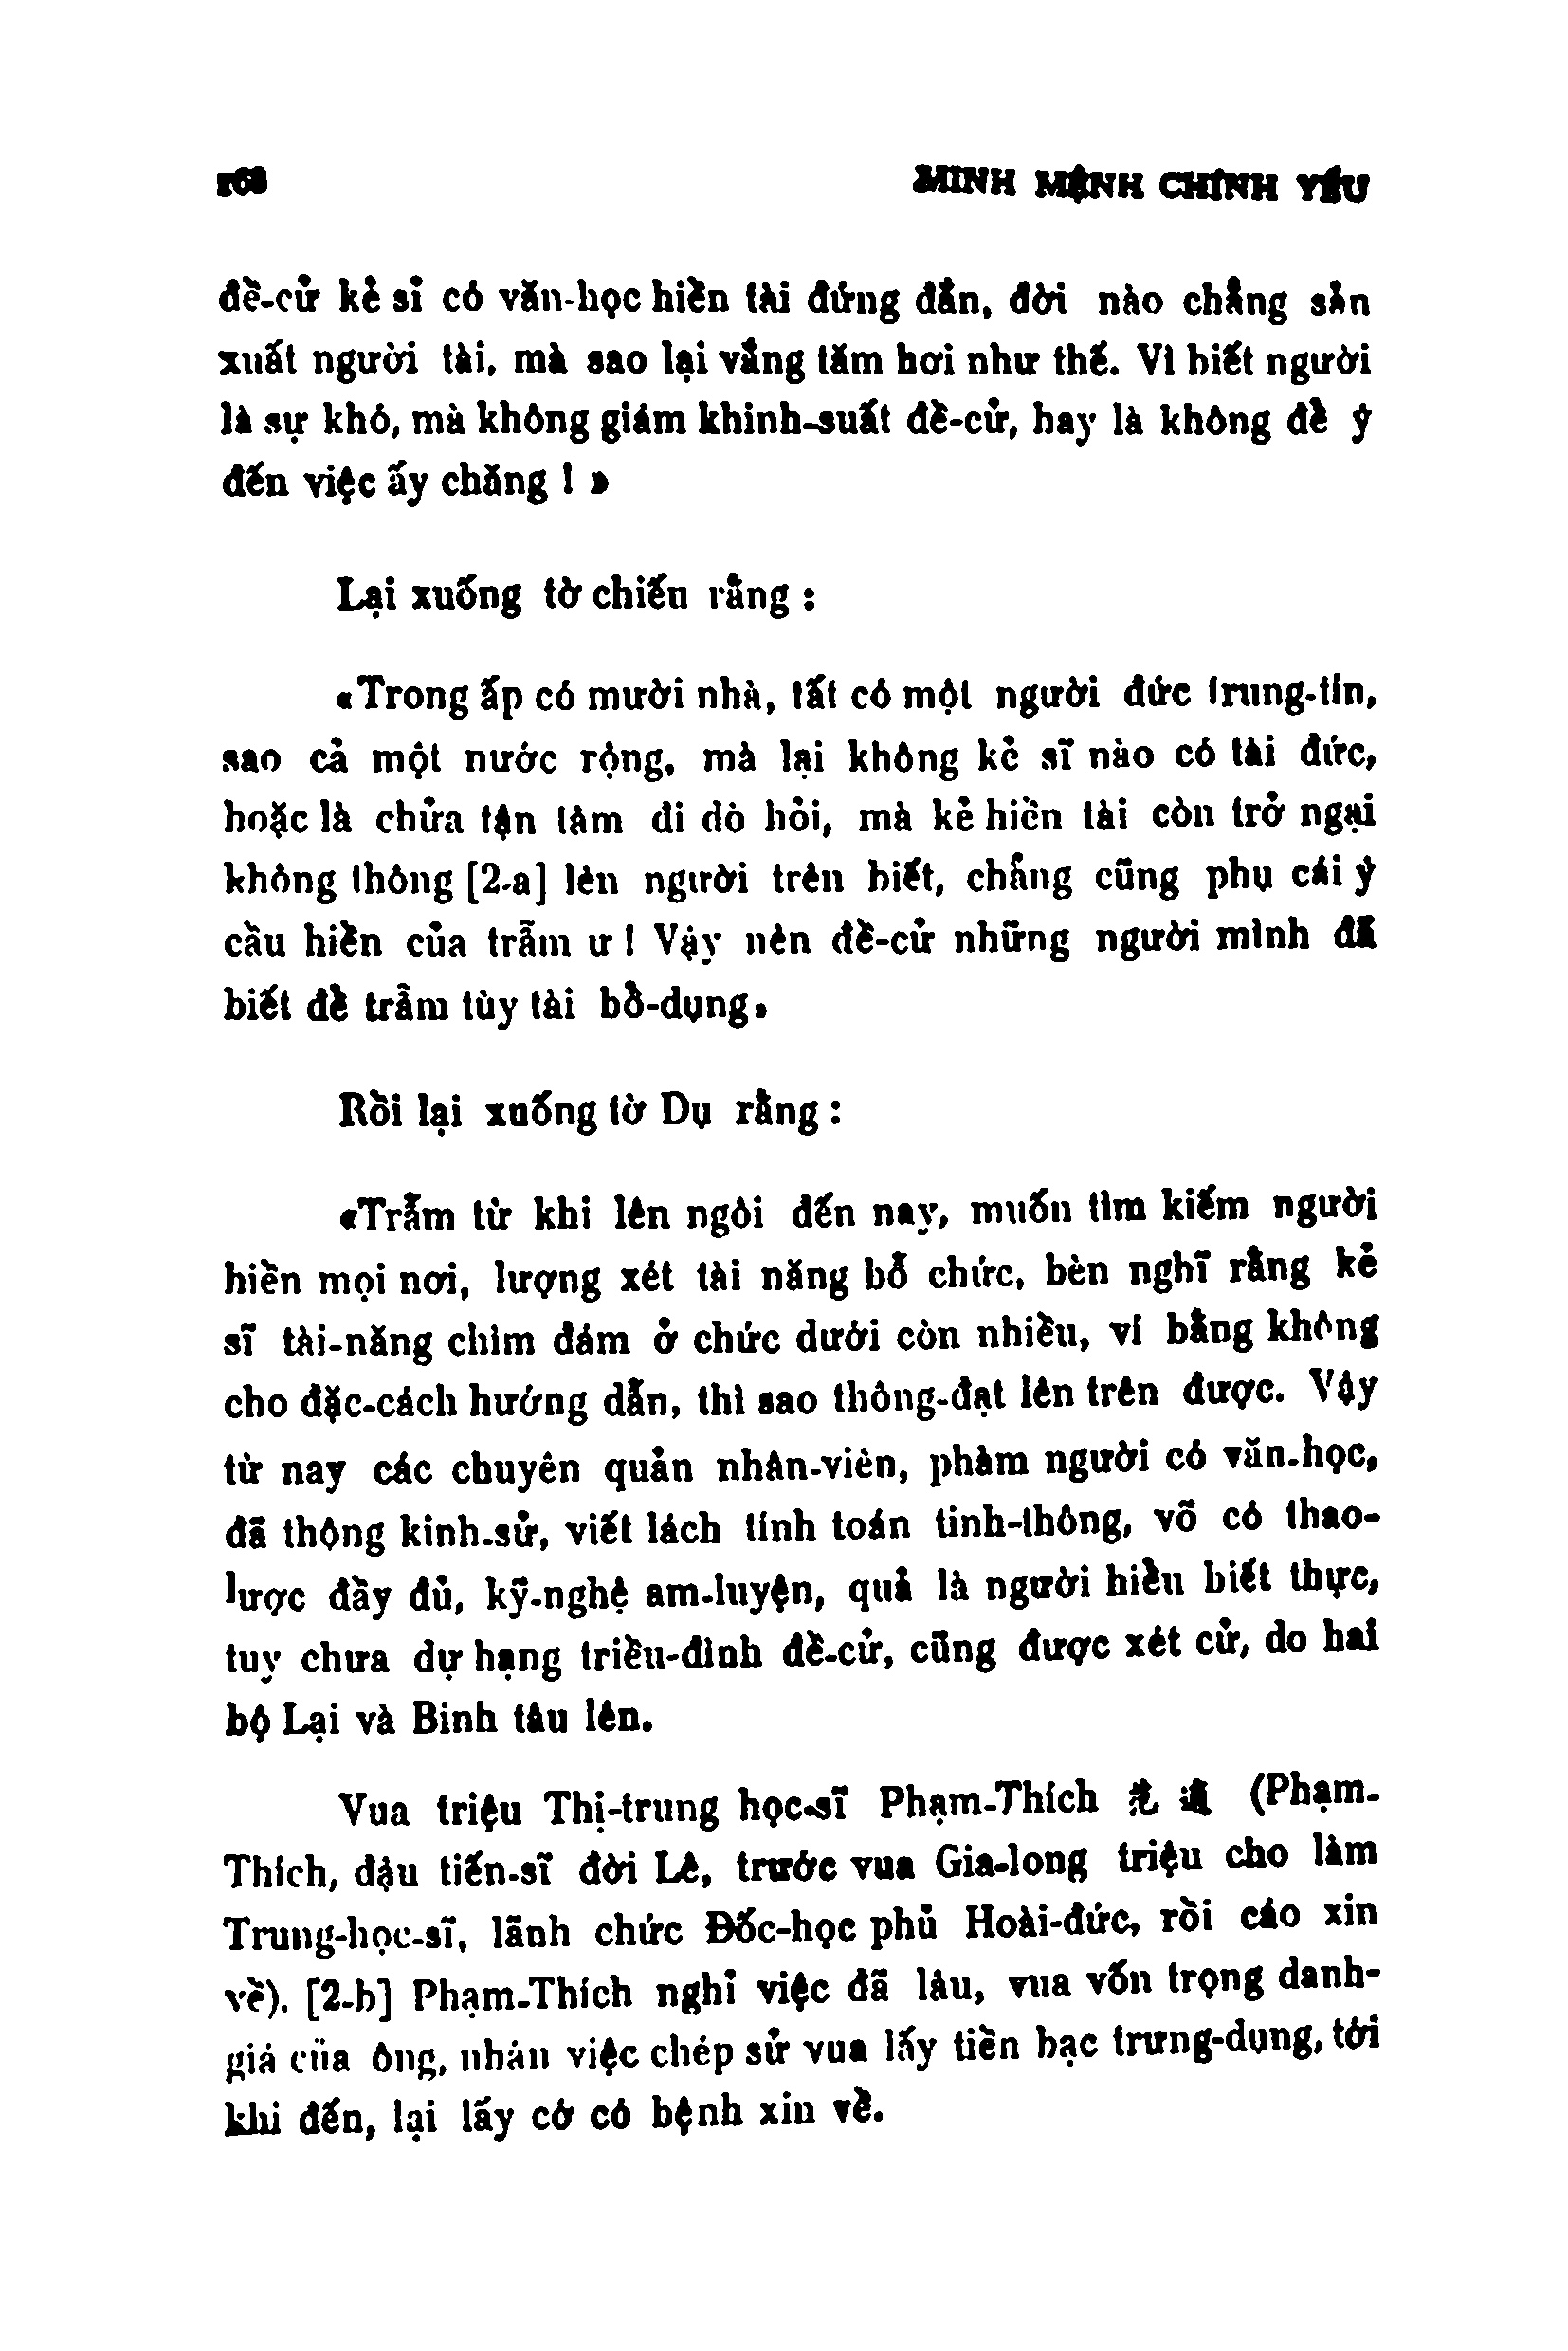 168 MINH MỆNH CHÍNH YẾU
đề-cử kẻ sĩ có văn-học hiền tài đứng đắn, đời nào chẳng sản
xuất người tài, mà sao lại vắng tăm hơi như thế. Vì biết người
là sự khó, mà không giám khinh-suất đề-cử, hay là không để ý
đến việc ấy chăng ! »
Lại xuống tờ chiếu rằng :
«Trong ấp có mười nhà, tất có một người đức trung-tín,
sao cả một nước rộng, mà lại không kẻ sĩ nào có tài đức,
hoặc là chửa tận tâm di dò hỏi, mà kẻ hiền tài còn trở ngại
không thông [2-a] lên người trên biết, chẳng cũng phụ cái ý
cầu hiền của trẫm ư ! Vậy nên đề-cử những người mình đã
biết để trẫm tùy tài bổ-dụng»
Rồi lại xuống tờ Dụ rằng :
«Trẫm từ khi lên ngôi đến nay, muốn tìm kiếm người
hiền mọi nơi, lượng xét tài năng bổ chức, bèn nghĩ rằng kẻ
sĩ tài-năng chìm đám ở chức dưới còn nhiều, ví bằng không
cho đặc-cách hướng dẫn, thì sao thông-đạt lên trên được. Vậy
từ nay các chuyên quản nhân-viên, phàm người có văn-học,
đã thông kinh-sử, viết lách tính toán tinh-thông, võ có thao-
lược đầy đủ, kỹ-nghệ am-luyện, quả là người hiểu biết thực,
tuy chưa dự hạng triều-đình đề-cử, cũng được xét cử, do hai
bộ Lại và Binh tâu lên.
Vua triệu Thị-trung học-sĩ Phạm-Thích (Phạm-
Thích, đậu tiến-sĩ đời Lê, trước vua Gia-long triệu cho làm
Trung-học-sĩ, lãnh chức Đốc-học phủ Hoài-đức, rồi cáo xin
về). [2-b] Phạm-Thích nghỉ việc đã lâu, vua vốn trọng danh-
giá của ông, nhân việc chép sử vua lấy tiền bạc trưng-dụng, tới
khi đến, lại lấy cớ có bệnh xin về.